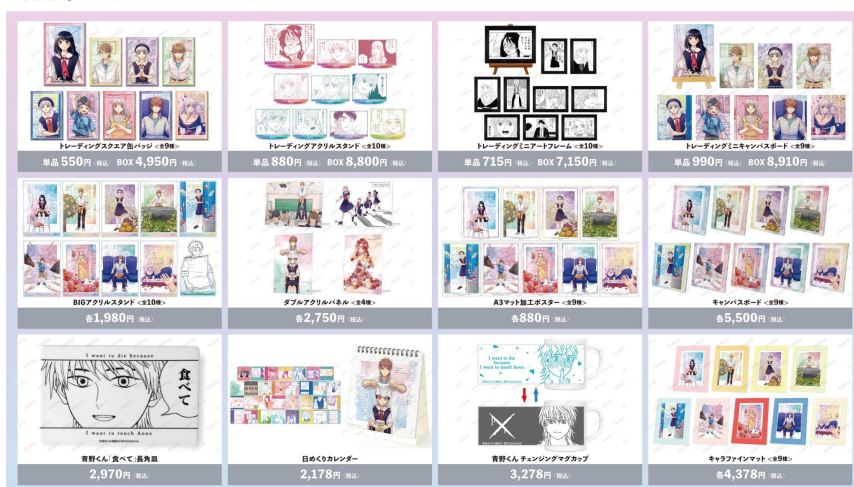 トレーディングスクエア缶バッジ <全9種>
単品 550円（税込） BOX 4,950円（税込）
トレーディングアクリルスタンド <全10種>
単品 880円（税込） BOX 8,800円（税込）
トレーディングミニアートフレーム <全10種>
単品 715円（税込） BOX 7,150円（税込）
トレーディングミニキャンバスボード <全9種>
単品 990円（税込） BOX 8,910円（税込）
BIGアクリルスタンド <全10種>
各1,980円（税込）
ダブルアクリルパネル <全4種>
各2,750円（税込）
A3マット加工ポスター <全9種>
各880円（税込）
キャンバスボード <全9種>
各5,500円（税込）
I want to die because
食べて
I want to touch Aono
青野くん「食べて」長角皿
2,970円（税込）
日めくりカレンダー
2,178円（税込）
I want to die
because
I want to touch Aono
青野くん チェンジングマグカップ
3,278円（税込）
キャラファインマット <全9種>
各4,378円（税込）